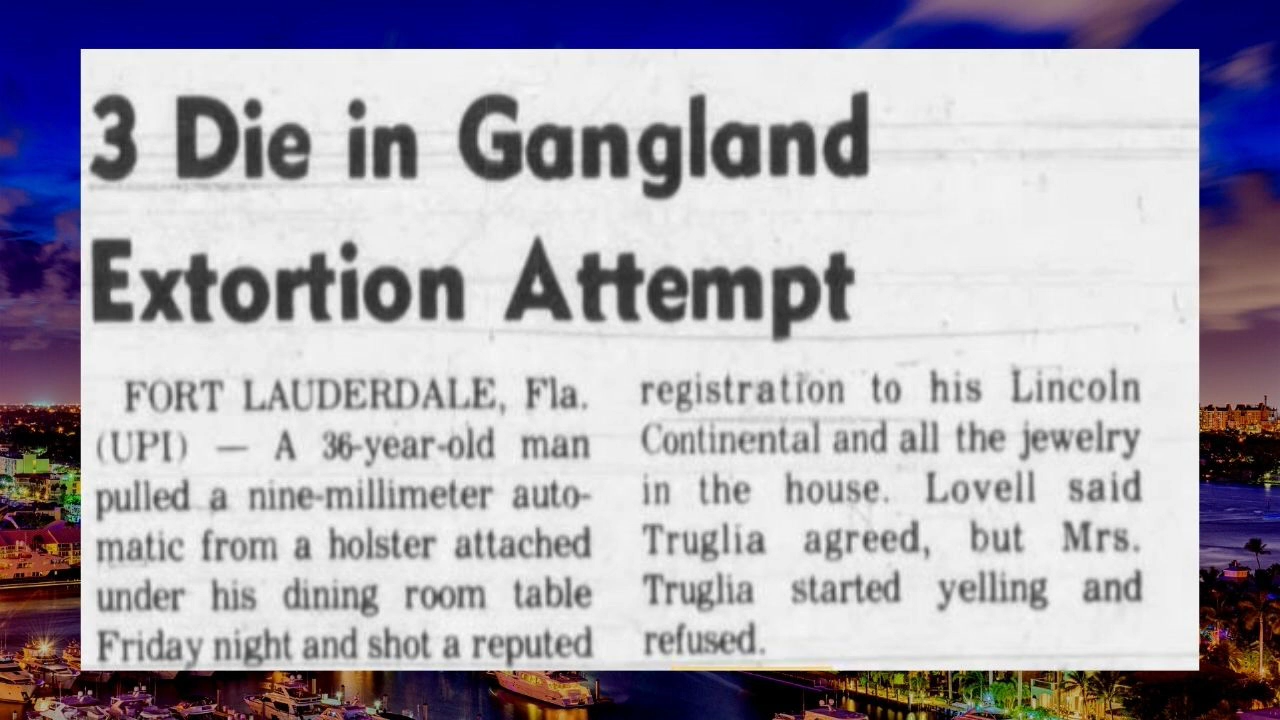 3 Die in Gangland
Extortion Attempt
FORT LAUDERDALE, Fla.
(UPI) — A 36-year-old man
pulled a nine-millimeter auto-
matic from a holster attached
under his dining room table
Friday night and shot a reputed
registration to his Lincoln
Continental and all the jewelry
in the house. Lovell said
Truglia agreed, but Mrs.
Truglia started yelling and
refused.